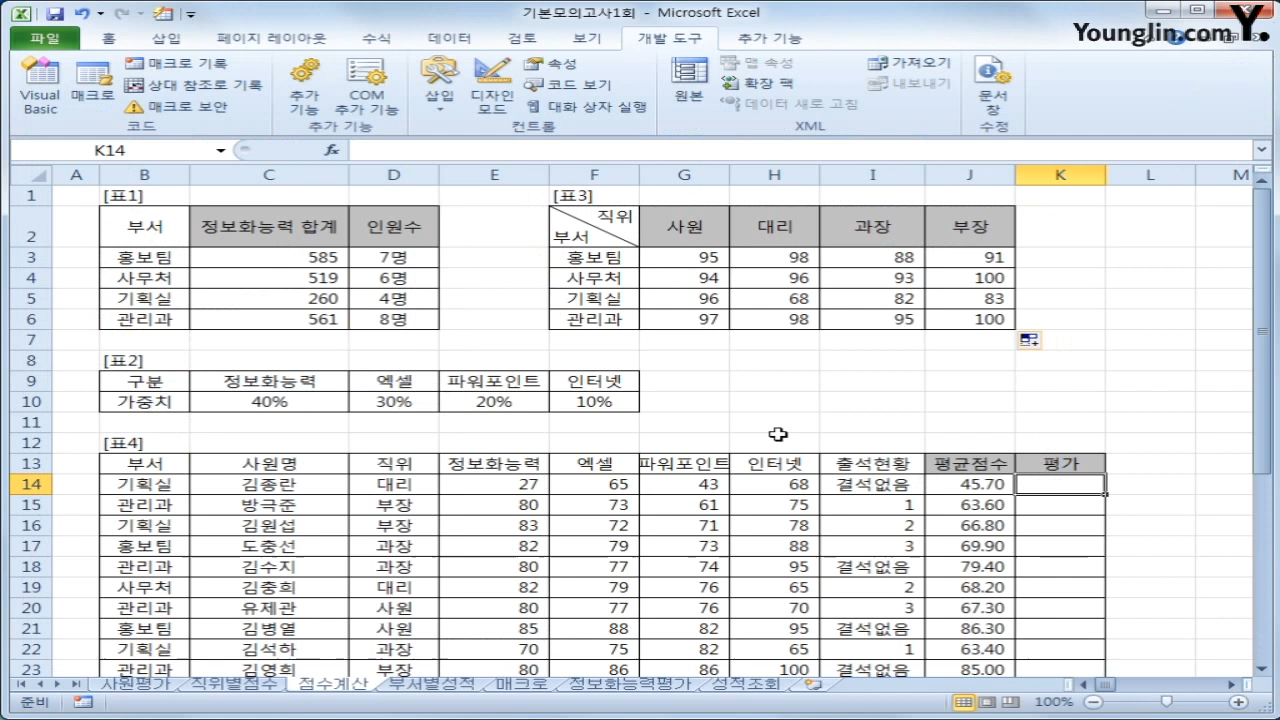 기본모의고사1회 - Microsoft Excel
Younglin.com Y.
파일 홈 삽입 페이지 레이아웃 수식 데이터 검토 보기 개발 도구 추가 기능
Visual Basic
매크로
매크로 기록
상대 참조로 기록
매크로 보안
추가 기능
COM 추가 기능
삽입
디자인 모드
속성
코드 보기
대화 상자 실행
원본
맵 속성
확장 팩
데이터 새로 고침
가져오기
내보내기
문서 창
코드 추가 기능 컨트롤 XML 수정
K14 fx
A B C D E F G H I J K L M
1 [표1] [표3]
2 부서 정보화능력 합계 인원수 직위 부서 사원 대리 과장 부장
3 홍보팀 585 7명 홍보팀 95 98 88 91
4 사무처 519 6명 사무처 94 96 93 100
5 기획실 260 4명 기획실 96 68 82 83
6 관리과 561 8명 관리과 97 98 95 100
7
8 [표2]
9 구분 정보화능력 엑셀 파워포인트 인터넷
10 가중치 40% 30% 20% 10%
11
12 [표4]
13 부서 사원명 직위 정보화능력 엑셀 파워포인트 인터넷 출석현황 평균점수 평가
14 기획실 김종란 대리 27 65 43 68 결석없음 45.70
15 관리과 방극준 부장 80 73 61 75 1 63.60
16 기획실 김원섭 부장 83 72 71 78 2 66.80
17 홍보팀 도충선 과장 82 79 73 88 3 69.90
18 관리과 김수지 과장 80 77 74 95 결석없음 79.40
19 사무처 김중희 대리 82 79 76 65 2 68.20
20 관리과 유제관 사원 80 77 76 70 3 67.30
21 홍보팀 김병열 사원 85 88 82 95 결석없음 86.30
22 기획실 김석하 과장 70 75 82 65 1 63.40
23 관리과 김영희 부장 80 86 86 100 결석없음 85.00
사원평가 직위별점수 점수계산 부서별성적 매크로 정보화능력평가 성적조회
준비 100%